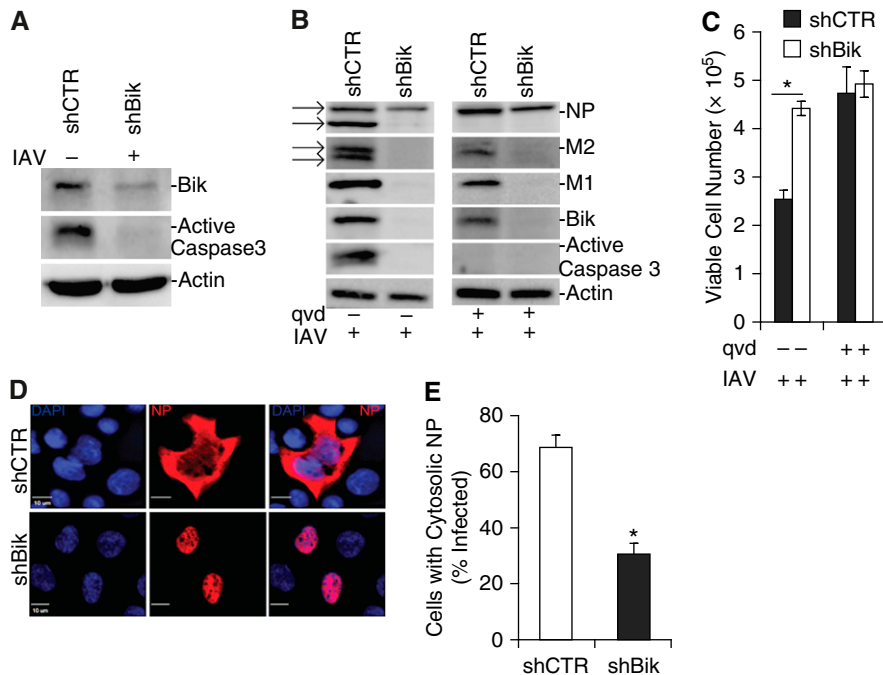 A
shCTR
shBik
IAV – +
-Bik
-Active
Caspase3
-Actin
B
shCTR
shBik
shCTR
shBik
-NP
-M2
-M1
-Bik
-Active
Caspase 3
-Actin
qvd – – + +
IAV + + + +
C
shCTR
shBik
Viable Cell Number (× 10⁵)
6
5
4
3
2
1
0
*
qvd – – + +
IAV + + + +
D
DAPI NP DAPI NP
shCTR
10 um
shBik
10 um
E
Cells with Cytosolic NP
(% Infected)
80
60
40
20
0
*
shCTR shBik